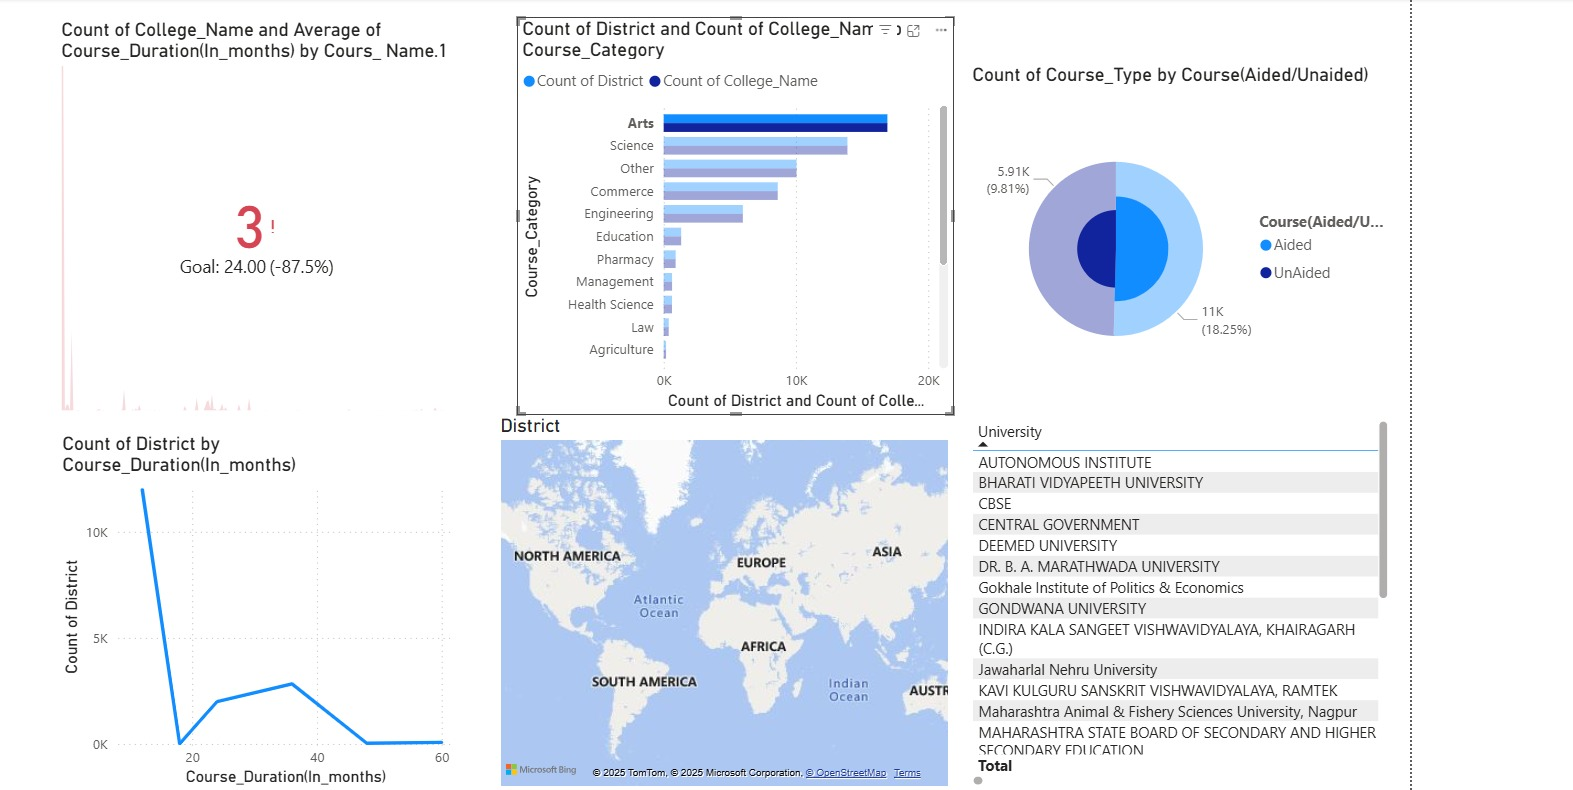 Count of College_Name and Average of
Course_Duration(In_months) by Cours_ Name.1
3
!
Goal: 24.00 (-87.5%)
Count of District and Count of College_Nam
Course_Category
Count of District
Count of College_Name
Course_Category
Arts
Science
Other
Commerce
Engineering
Education
Pharmacy
Management
Health Science
Law
Agriculture
0K
10K
20K
Count of District and Count of Colle...
Count of Course_Type by Course(Aided/Unaided)
5.91K
(9.81%)
11K
(18.25%)
Course(Aided/U...
Aided
UnAided
Count of District by
Course_Duration(In_months)
Count of District
10K
5K
0K
20
40
60
Course_Duration(In_months)
District
NORTH AMERICA
EUROPE
ASIA
Atlantic
Ocean
AFRICA
SOUTH AMERICA
Indian
Ocean
AUSTR
Microsoft Bing
© 2025 TomTom, © 2025 Microsoft Corporation, © OpenStreetMap Terms
University
AUTONOMOUS INSTITUTE
BHARATI VIDYAPEETH UNIVERSITY
CBSE
CENTRAL GOVERNMENT
DEEMED UNIVERSITY
DR. B. A. MARATHWADA UNIVERSITY
Gokhale Institute of Politics & Economics
GONDWANA UNIVERSITY
INDIRA KALA SANGEET VISHWAVIDYALAYA, KHAIRAGARH
(C.G.)
Jawaharlal Nehru University
KAVI KULGURU SANSKRIT VISHWAVIDYALAYA, RAMTEK
Maharashtra Animal & Fishery Sciences University, Nagpur
MAHARASHTRA STATE BOARD OF SECONDARY AND HIGHER
SECONDARY EDUCATION
Total